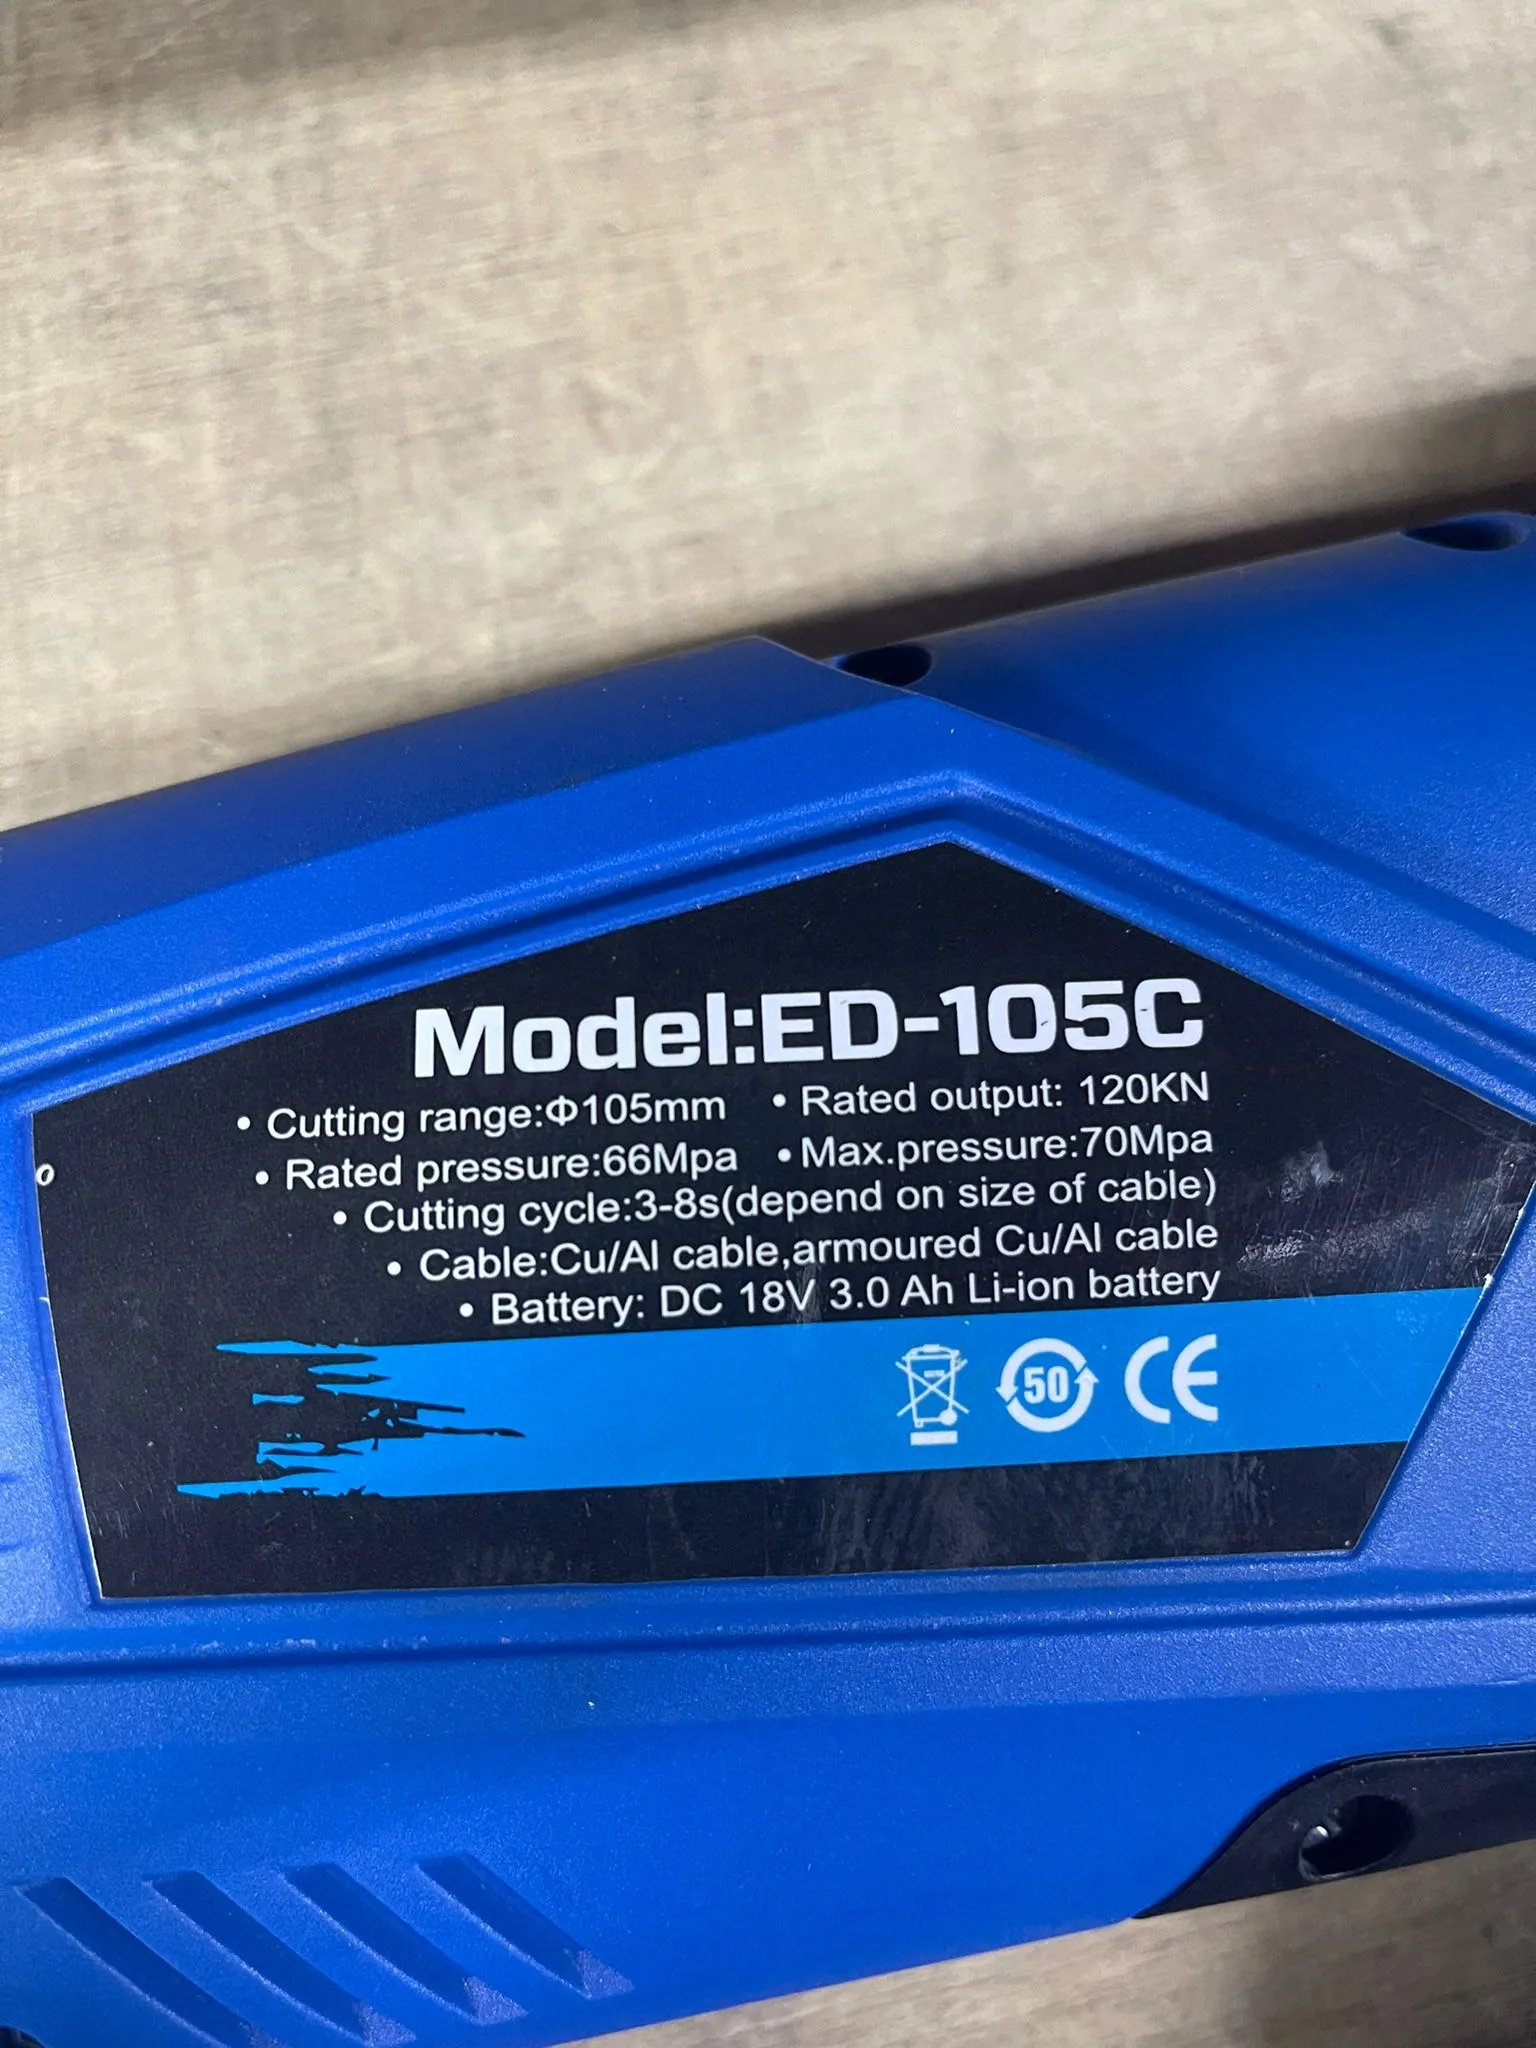 Model:ED-105C
• Cutting range:Φ105mm • Rated output: 120KN
• Rated pressure:66Mpa • Max.pressure:70Mpa
• Cutting cycle:3-8s(depend on size of cable)
• Cable:Cu/Al cable,armoured Cu/Al cable
• Battery: DC 18V 3.0 Ah Li-ion battery
50 CE